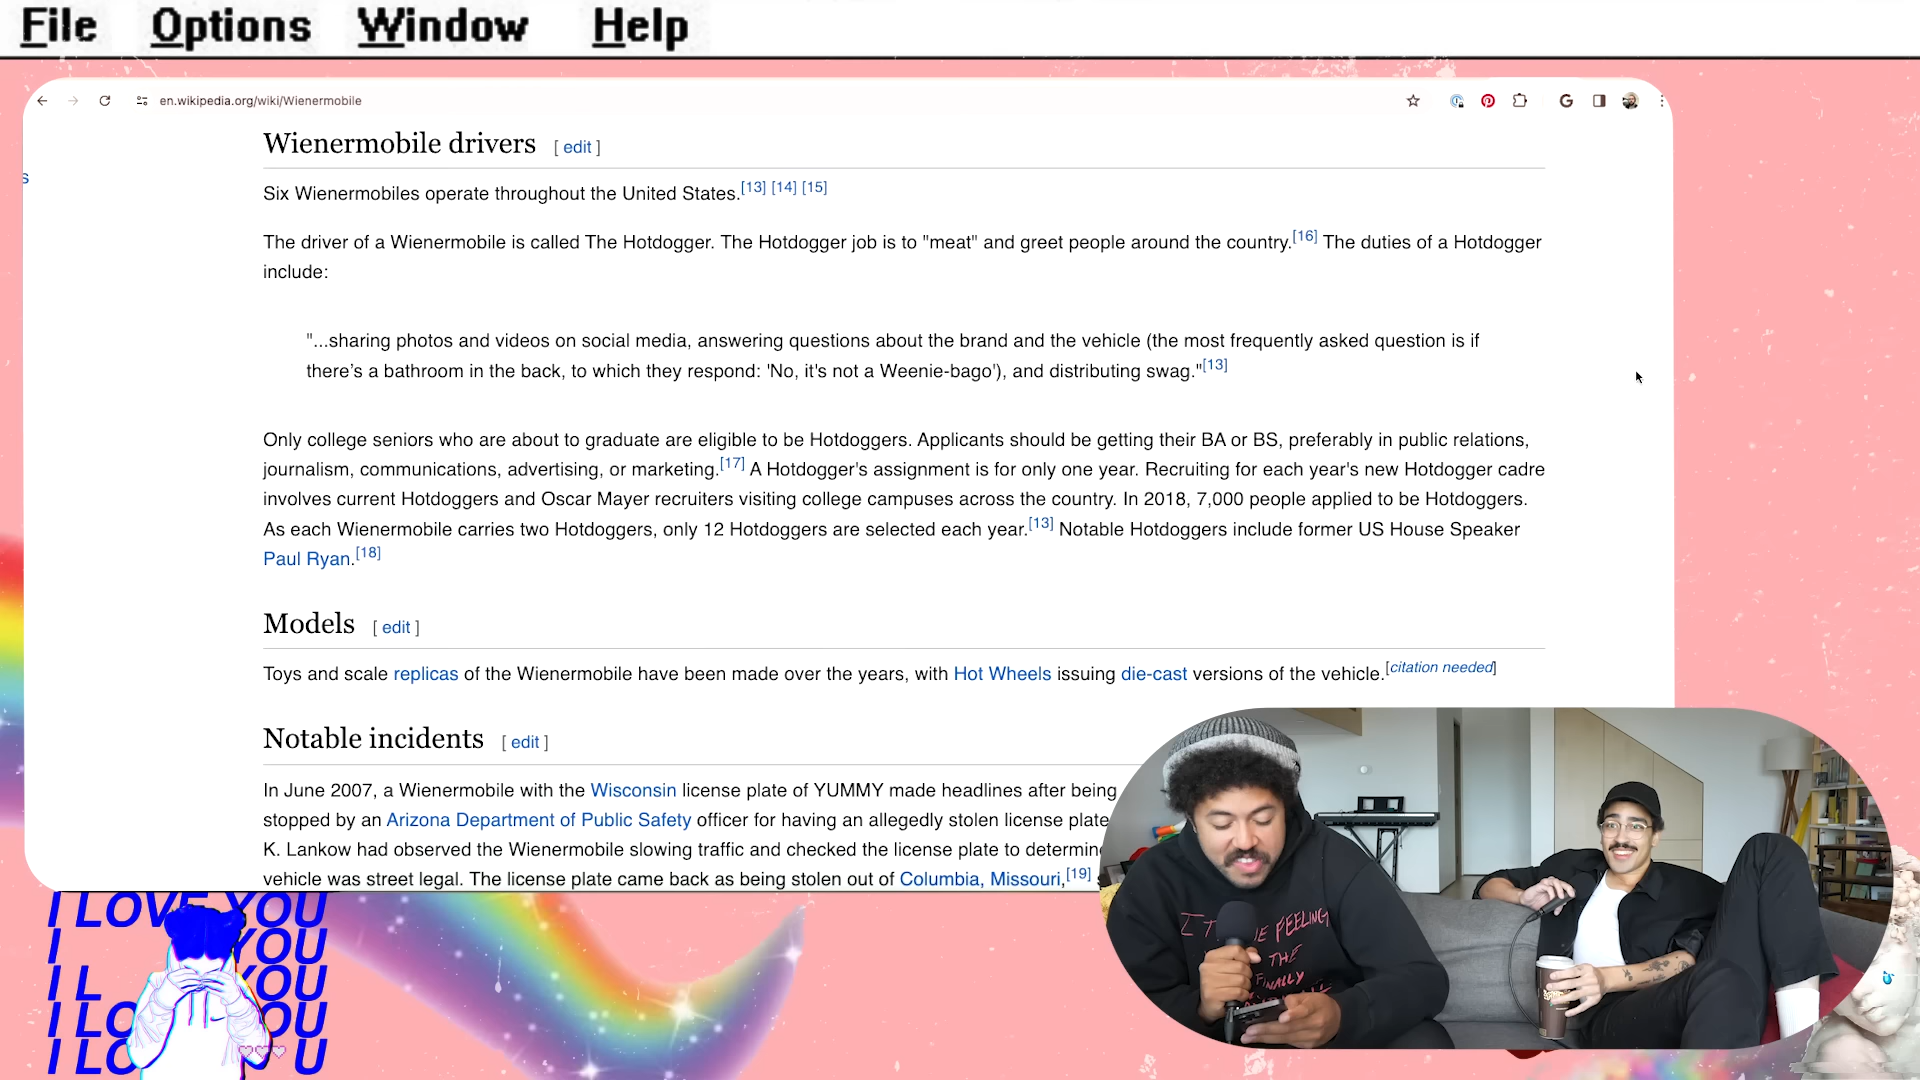 File Options Window Help
en.wikipedia.org/wiki/Wienermobile
Wienermobile drivers [ edit ]
s
Six Wienermobiles operate throughout the United States.[13] [14] [15]
The driver of a Wienermobile is called The Hotdogger. The Hotdogger job is to "meat" and greet people around the country.[16] The duties of a Hotdogger
include:
"...sharing photos and videos on social media, answering questions about the brand and the vehicle (the most frequently asked question is if
there's a bathroom in the back, to which they respond: 'No, it's not a Weenie-bago'), and distributing swag."[13]
Only college seniors who are about to graduate are eligible to be Hotdoggers. Applicants should be getting their BA or BS, preferably in public relations,
journalism, communications, advertising, or marketing.[17] A Hotdogger's assignment is for only one year. Recruiting for each year's new Hotdogger cadre
involves current Hotdoggers and Oscar Mayer recruiters visiting college campuses across the country. In 2018, 7,000 people applied to be Hotdoggers.
As each Wienermobile carries two Hotdoggers, only 12 Hotdoggers are selected each year.[13] Notable Hotdoggers include former US House Speaker
Paul Ryan.[18]
Models [ edit ]
Toys and scale replicas of the Wienermobile have been made over the years, with Hot Wheels issuing die-cast versions of the vehicle.[citation needed]
Notable incidents [ edit ]
In June 2007, a Wienermobile with the Wisconsin license plate of YUMMY made headlines after being
stopped by an Arizona Department of Public Safety officer for having an allegedly stolen license plate
K. Lankow had observed the Wienermobile slowing traffic and checked the license plate to determin
vehicle was street legal. The license plate came back as being stolen out of Columbia, Missouri,[19]
I LOVE YOU
I YOU
I L OU
I LO OU
I LO U
FEELING
THE
FINALLY